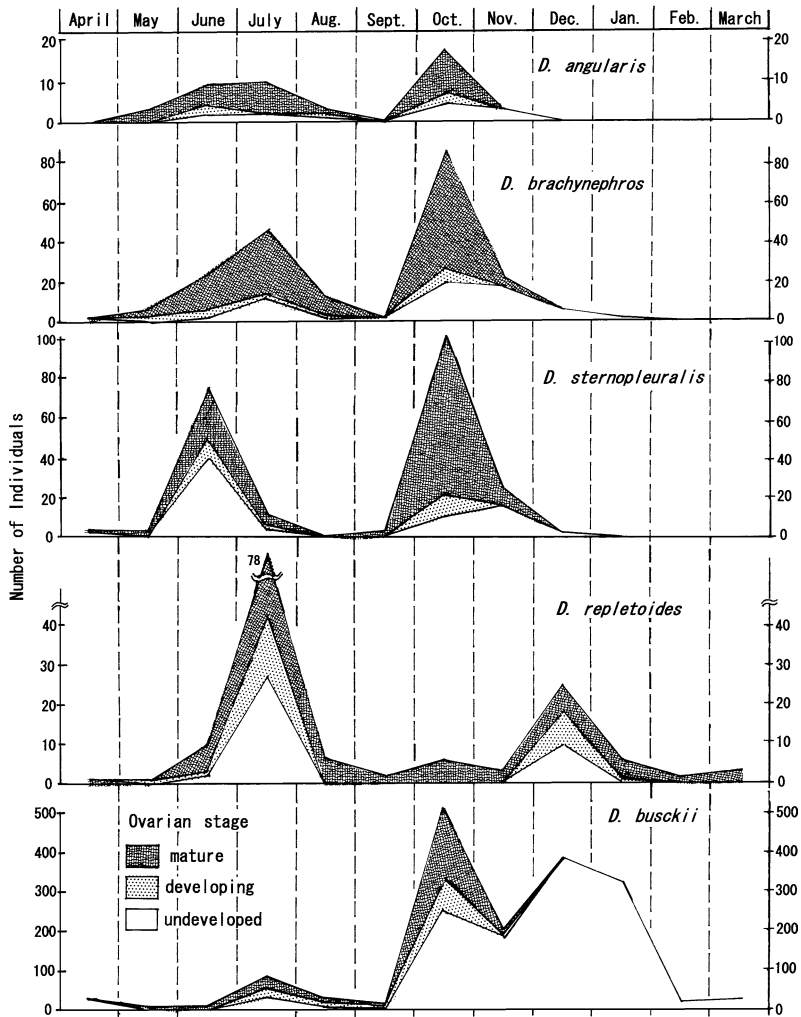 April May June July Aug. Sept. Oct. Nov. Dec. Jan. Feb. March
20 20
D. angularis
10 10
0 0
80 80
D. brachynephros
60 60
40 40
20 20
0 0
100 100
D. sternopleuralis
80 80
60 60
40 40
20 20
0 0
Number of Individuals
78
D. repletoides
40 40
30 30
20 20
10 10
0 0
D. busckii
500 500
Ovarian stage
400 400
mature
300 300
developing
200 200
undeveloped
100 100
0 0